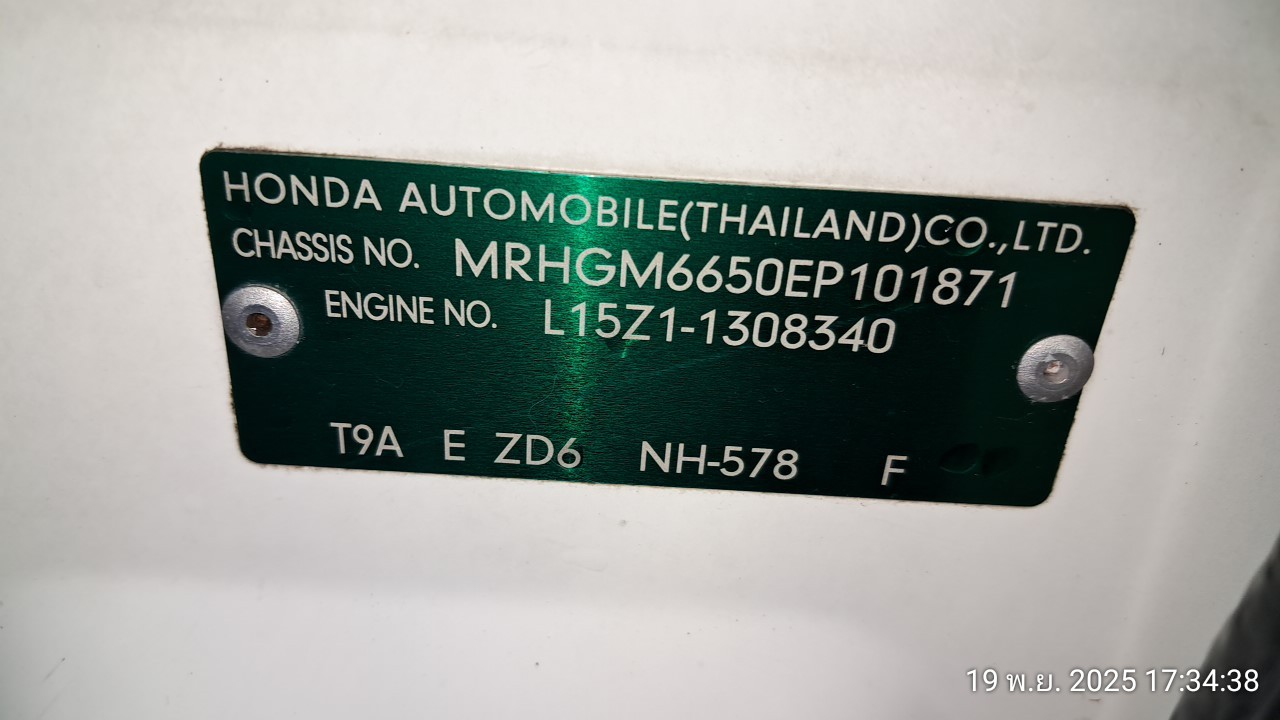 HONDA AUTOMOBILE(THAILAND)CO.,LTD.
CHASSIS NO. MRHGM6650EP101871
ENGINE NO. L15Z1-1308340
T9A E ZD6 NH-578 F
19 พ.ย. 2025 17:34:38